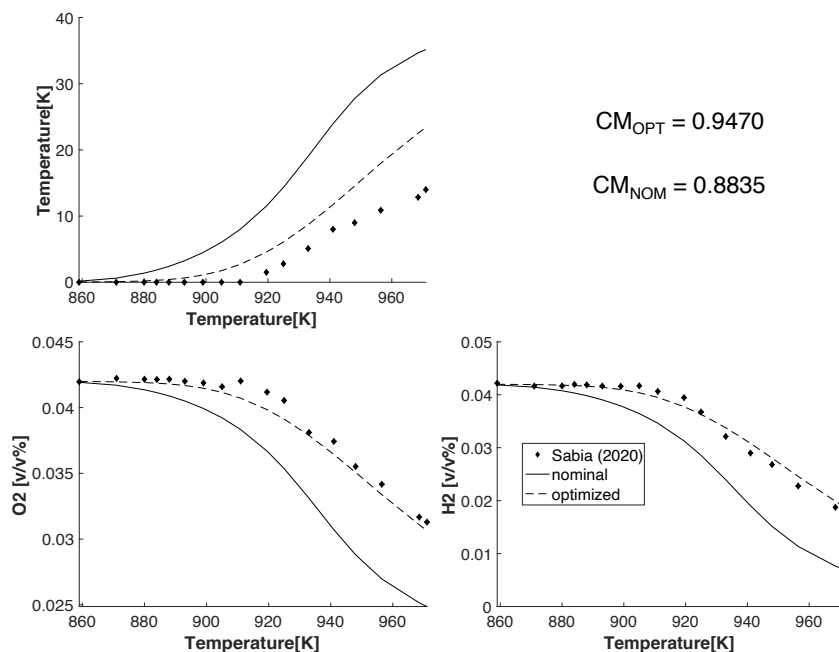 40
30
20
10
0
Temperature[K]
860 880 900 920 940 960
Temperature[K]
CM_OPT = 0.9470
CM_NOM = 0.8835
0.045
0.04
0.035
0.03
0.025
O2 [v/v%]
860 880 900 920 940 960
Temperature[K]
0.05
0.04
0.03
0.02
0.01
0
H2 [v/v%]
Sabia (2020)
nominal
optimized
860 880 900 920 940 960
Temperature[K]